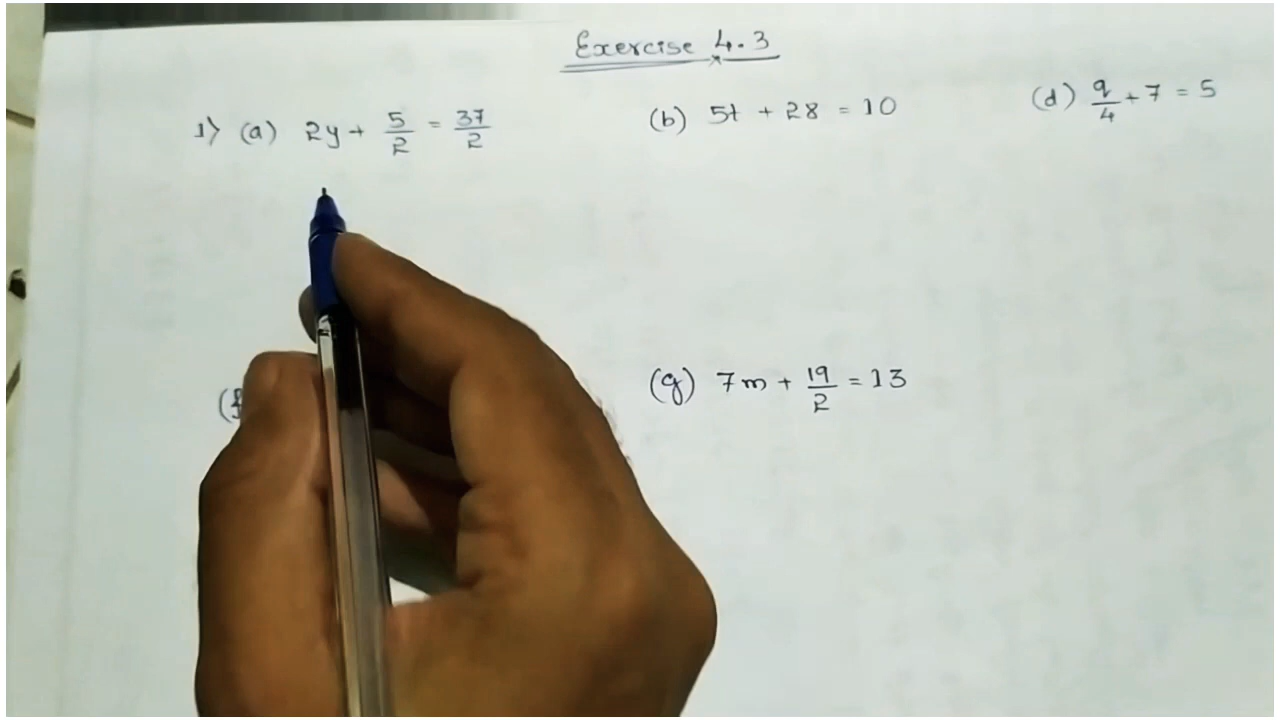 Exercise 4.3
1) (a) 2y + 5/2 = 37/2 (b) 5t + 28 = 10 (d) q/4 + 7 = 5
(g) 7m + 19/2 = 13